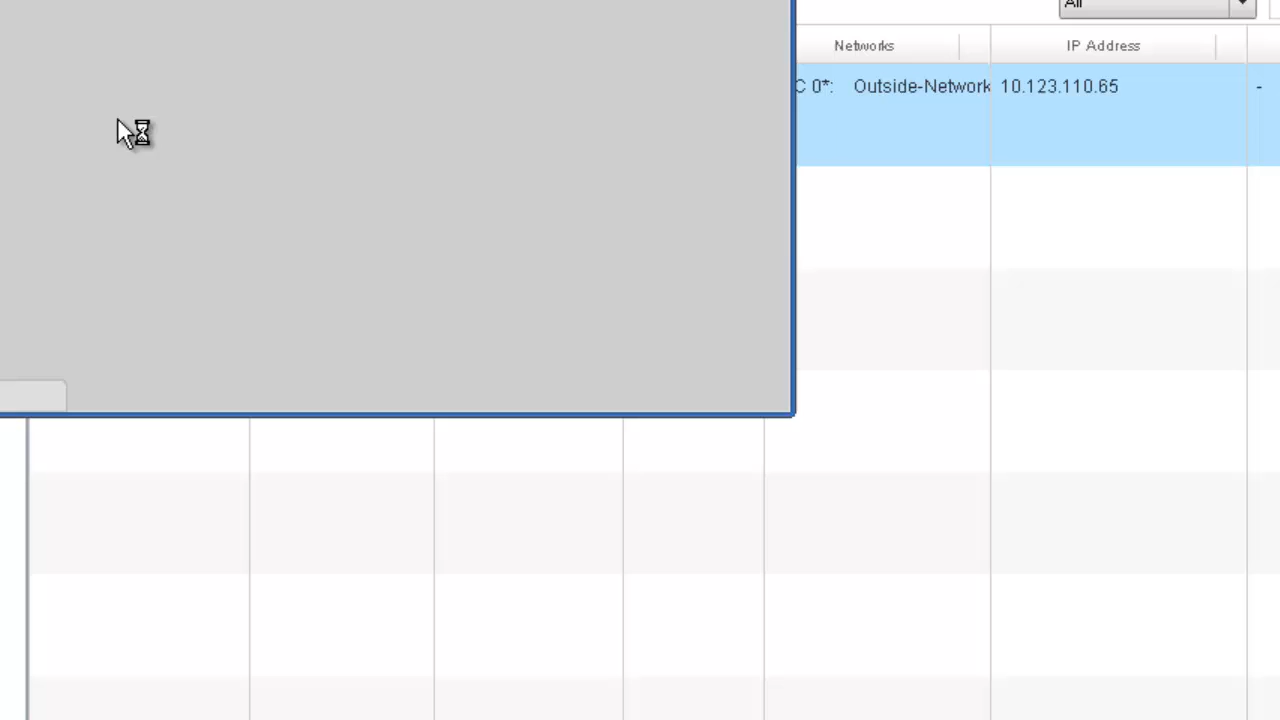 All
Networks IP Address
C 0*: Outside-Network 10.123.110.65 -